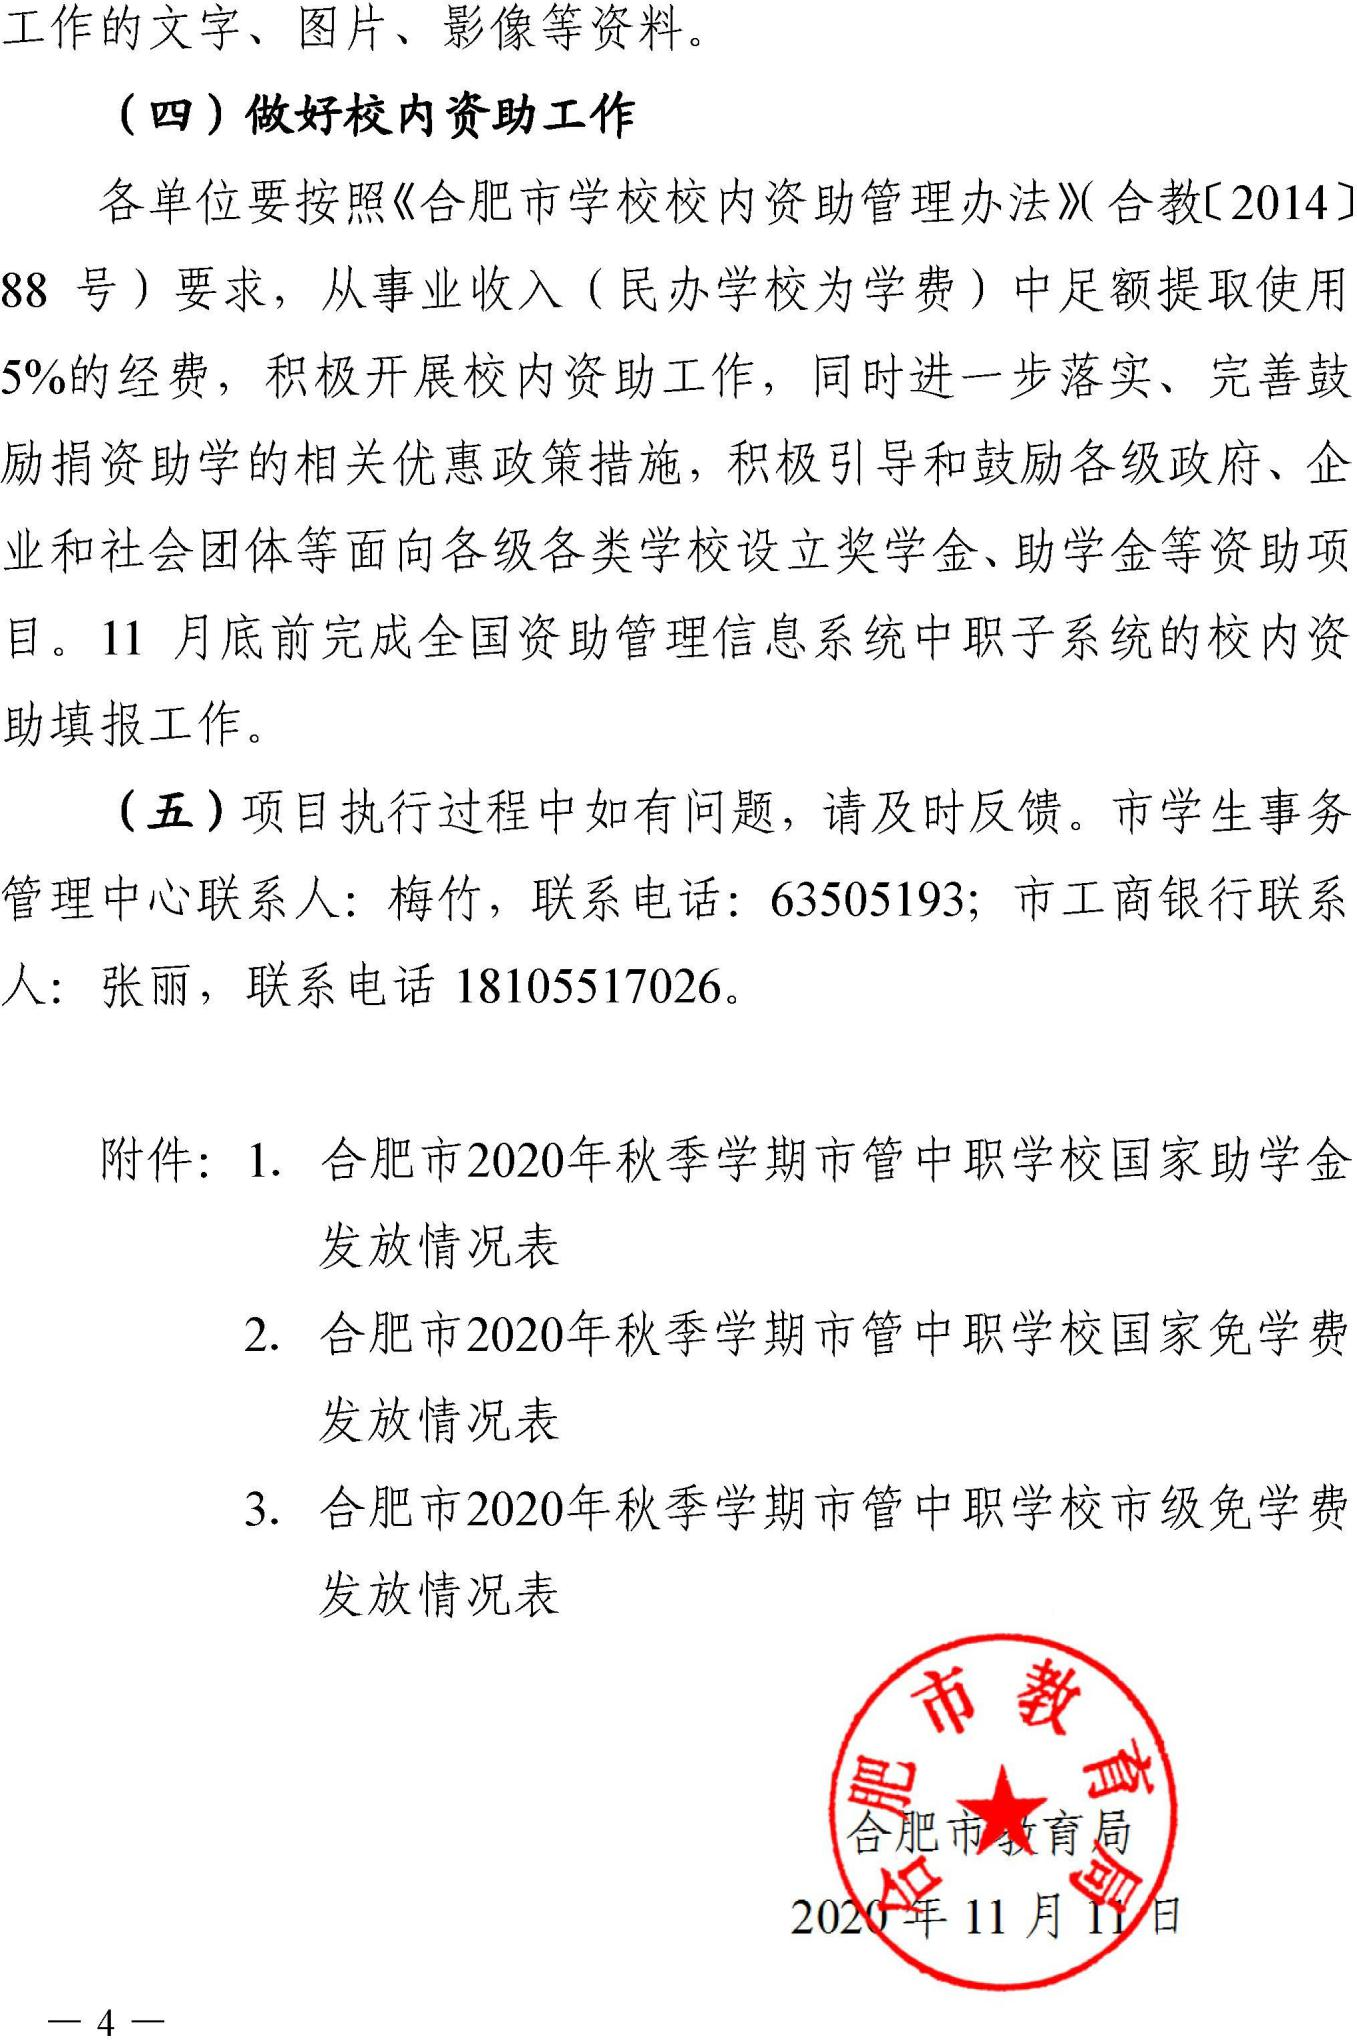 工作的文字、图片、影像等资料。
（四）做好校内资助工作
各单位要按照《合肥市学校校内资助管理办法》（合教〔2014〕
88 号）要求，从事业收入（民办学校为学费）中足额提取使用
5%的经费，积极开展校内资助工作，同时进一步落实、完善鼓
励捐资助学的相关优惠政策措施，积极引导和鼓励各级政府、企
业和社会团体等面向各级各类学校设立奖学金、助学金等资助项
目。11 月底前完成全国资助管理信息系统中职子系统的校内资
助填报工作。
（五）项目执行过程中如有问题，请及时反馈。市学生事务
管理中心联系人：梅竹，联系电话：63505193；市工商银行联系
人：张丽，联系电话 18105517026。
附件：1. 合肥市2020年秋季学期市管中职学校国家助学金
发放情况表
2. 合肥市2020年秋季学期市管中职学校国家免学费
发放情况表
3. 合肥市2020年秋季学期市管中职学校市级免学费
发放情况表
合肥市教育局
合肥市教育局
2020 年 11 月 11 日
— 4 —